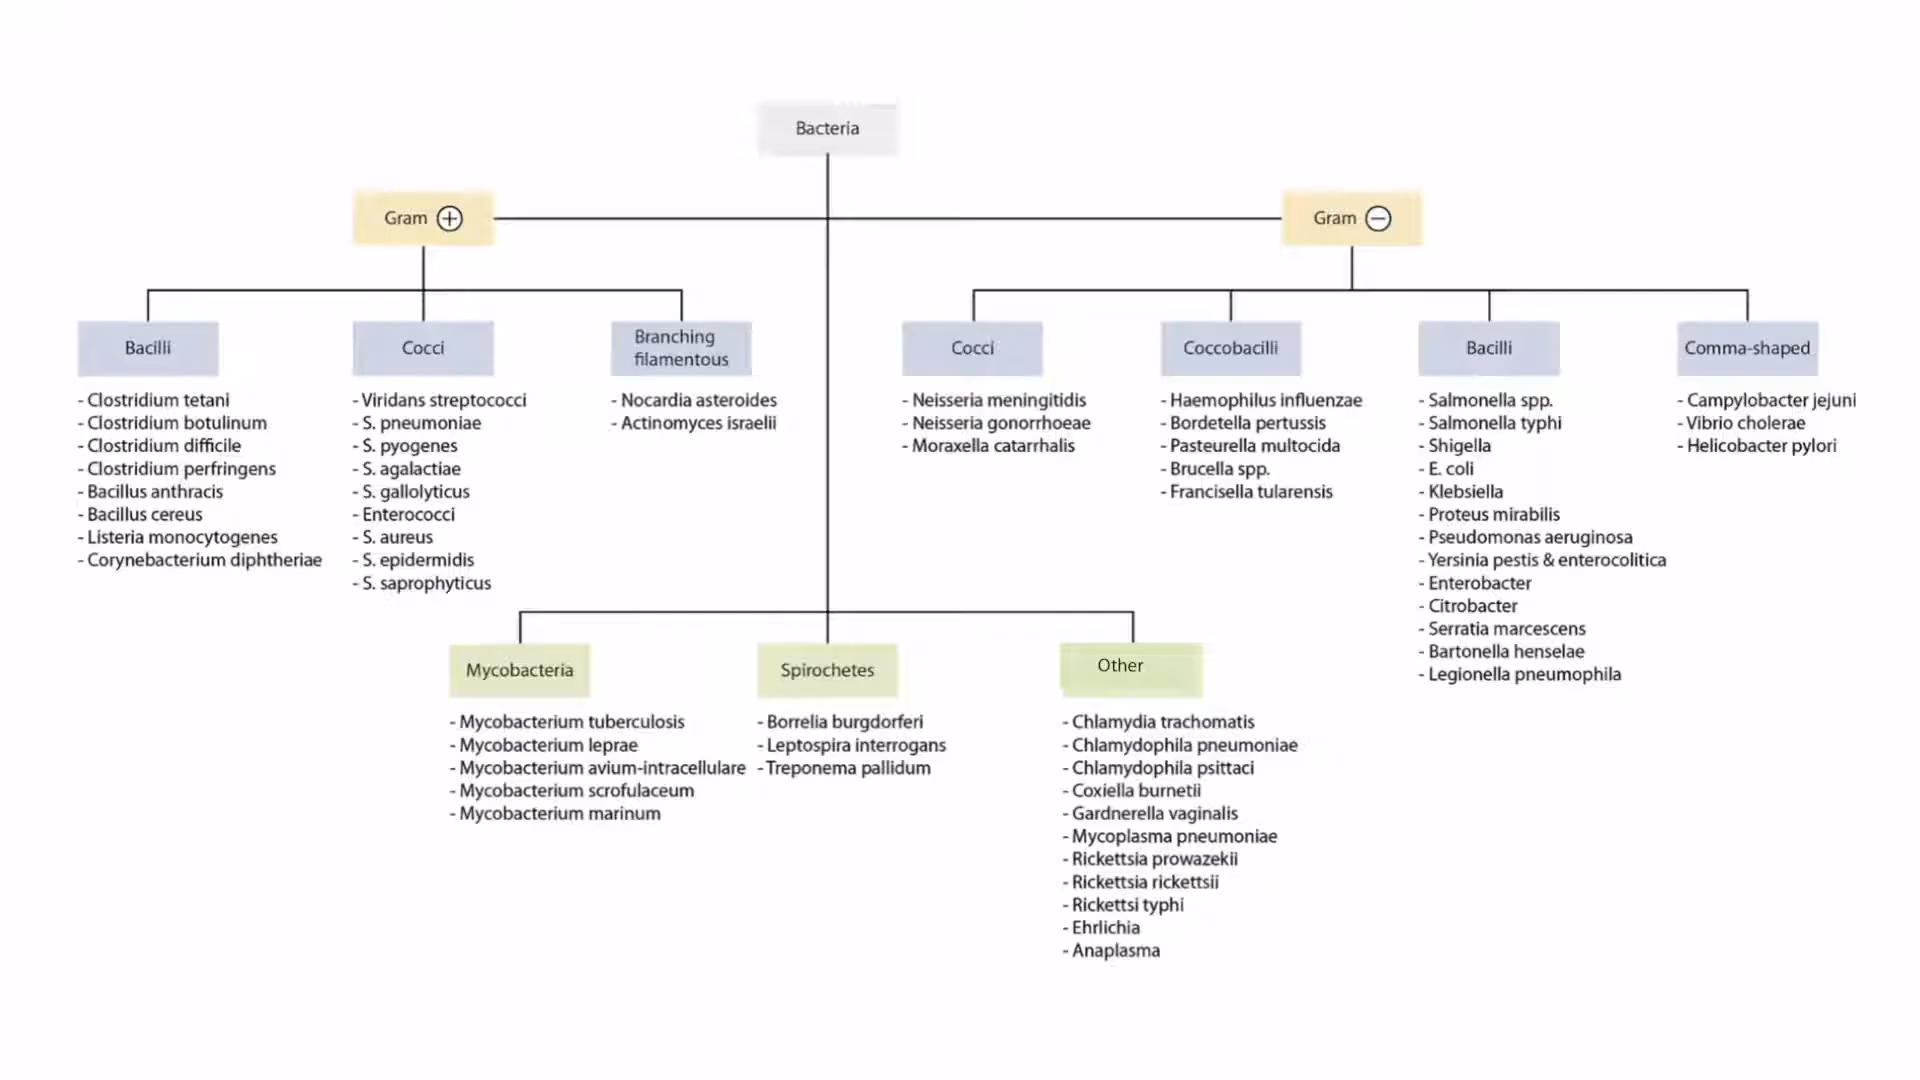 Bacteria
Gram +
Gram −
Bacilli
- Clostridium tetani
- Clostridium botulinum
- Clostridium difficile
- Clostridium perfringens
- Bacillus anthracis
- Bacillus cereus
- Listeria monocytogenes
- Corynebacterium diphtheriae
Cocci
- Viridans streptococci
- S. pneumoniae
- S. pyogenes
- S. agalactiae
- S. gallolyticus
- Enterococci
- S. aureus
- S. epidermidis
- S. saprophyticus
Branching
filamentous
- Nocardia asteroides
- Actinomyces israelii
Cocci
- Neisseria meningitidis
- Neisseria gonorrhoeae
- Moraxella catarrhalis
Coccobacilli
- Haemophilus influenzae
- Bordetella pertussis
- Pasteurella multocida
- Brucella spp.
- Francisella tularensis
Bacilli
- Salmonella spp.
- Salmonella typhi
- Shigella
- E. coli
- Klebsiella
- Proteus mirabilis
- Pseudomonas aeruginosa
- Yersinia pestis & enterocolitica
- Enterobacter
- Citrobacter
- Serratia marcescens
- Bartonella henselae
- Legionella pneumophila
Comma-shaped
- Campylobacter jejuni
- Vibrio cholerae
- Helicobacter pylori
Mycobacteria
- Mycobacterium tuberculosis
- Mycobacterium leprae
- Mycobacterium avium-intracellulare
- Mycobacterium scrofulaceum
- Mycobacterium marinum
Spirochetes
- Borrelia burgdorferi
- Leptospira interrogans
- Treponema pallidum
Other
- Chlamydia trachomatis
- Chlamydophila pneumoniae
- Chlamydophila psittaci
- Coxiella burnetii
- Gardnerella vaginalis
- Mycoplasma pneumoniae
- Rickettsia prowazekii
- Rickettsia rickettsii
- Rickettsi typhi
- Ehrlichia
- Anaplasma